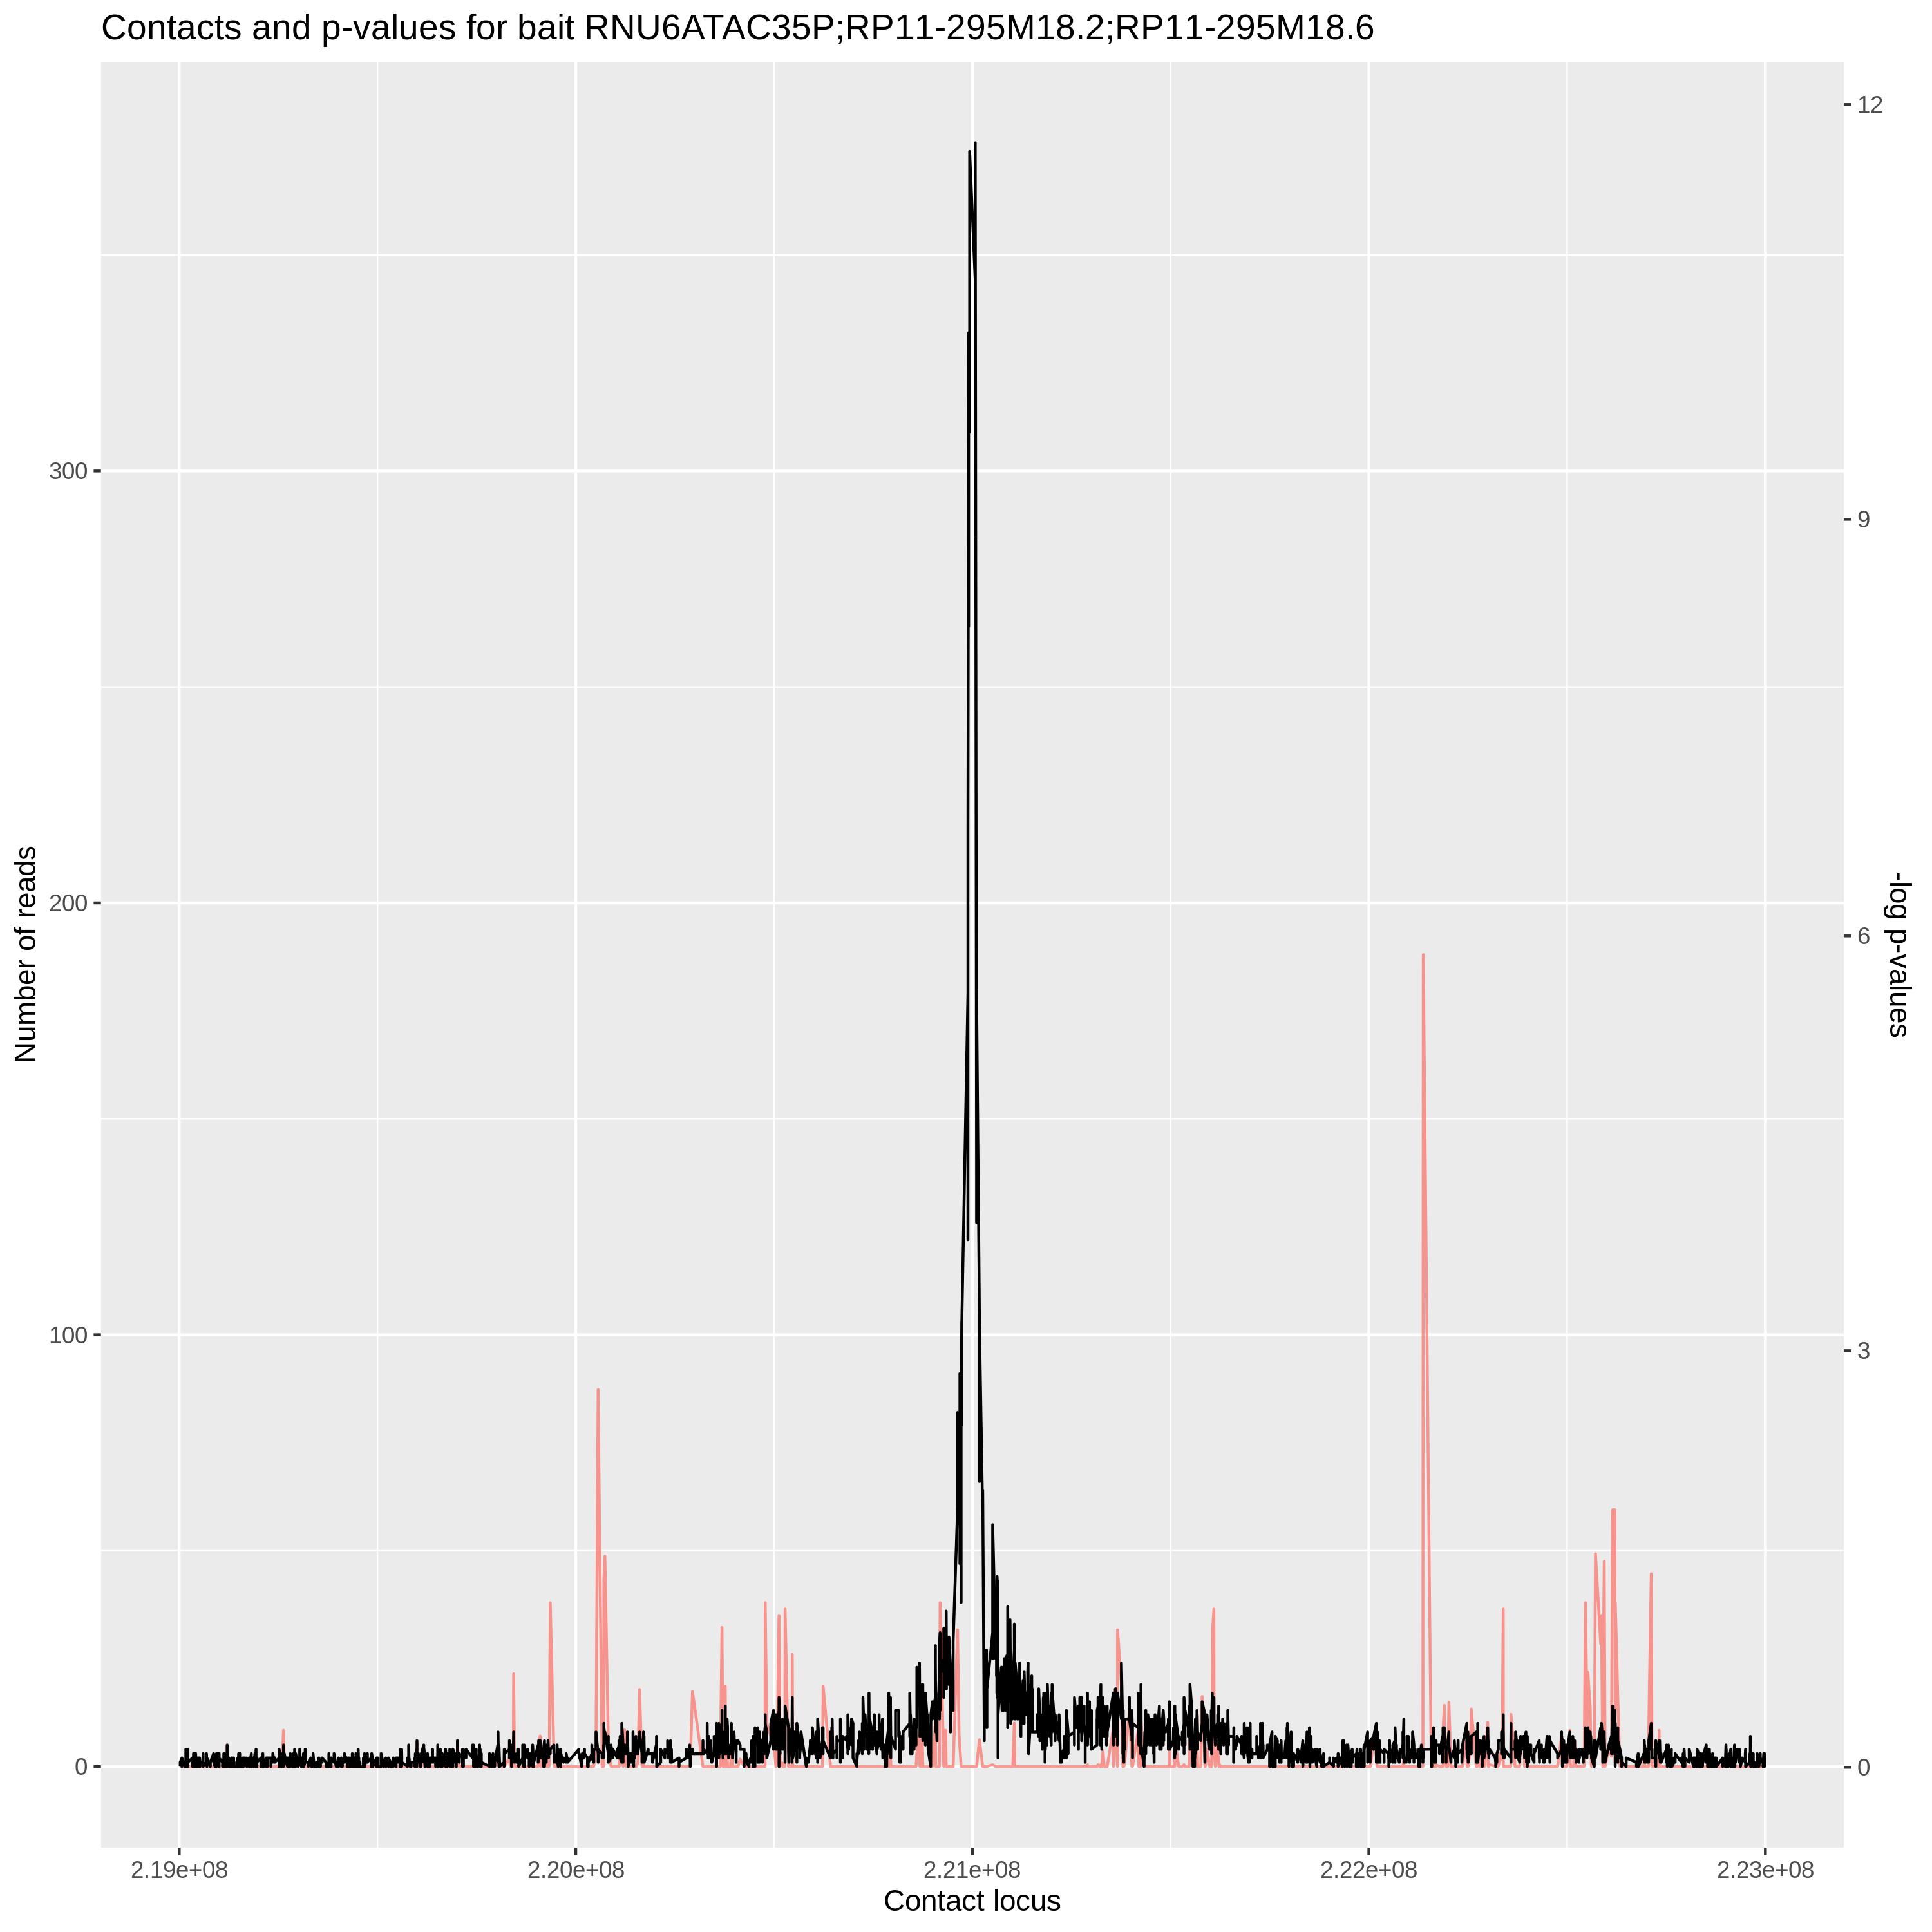 Contacts and p-values for bait RNU6ATAC35P;RP11-295M18.2;RP11-295M18.6
Number of reads
300
200
100
0
12
9
6
3
0
-log p-values
2.19e+08
2.20e+08
2.21e+08
2.22e+08
2.23e+08
Contact locus